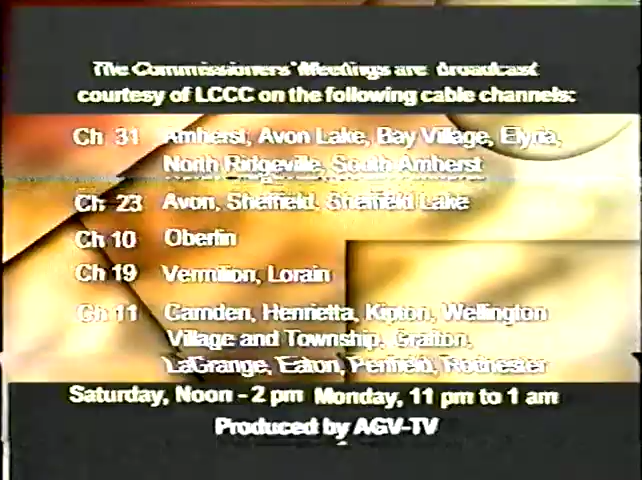 The Commissioners' Meetings are broadcast
courtesy of LCCC on the following cable channels:
Ch 31 Amherst, Avon Lake, Bay Village, Elyria,
North Ridgeville, South Amherst
Ch 23 Avon, Sheffield, Sheffield Lake
Ch 10 Oberlin
Ch 19 Vermilion, Lorain
Ch 11 Camden, Henrietta, Kipton, Wellington
Village and Township, Grafton,
LaGrange, Eaton, Penfield, Rochester
Saturday, Noon - 2 pm Monday, 11 pm to 1 am
Produced by AGV-TV